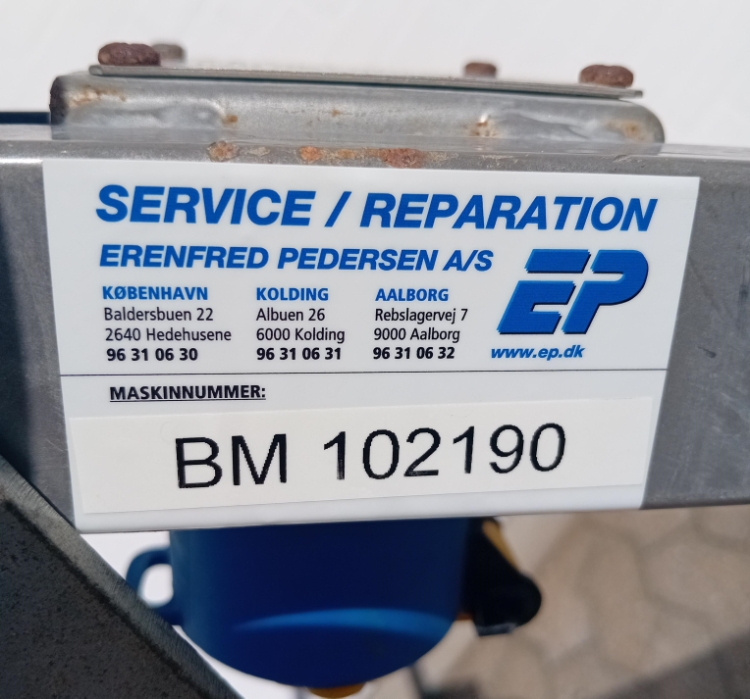 SERVICE / REPARATION
ERENFRED PEDERSEN A/S
EP
www.ep.dk
KØBENHAVN
Baldersbuen 22
2640 Hedehusene
96 31 06 30
KOLDING
Albuen 26
6000 Kolding
96 31 06 31
AALBORG
Rebslagervej 7
9000 Aalborg
96 31 06 32
MASKINNUMMER:
BM 102190